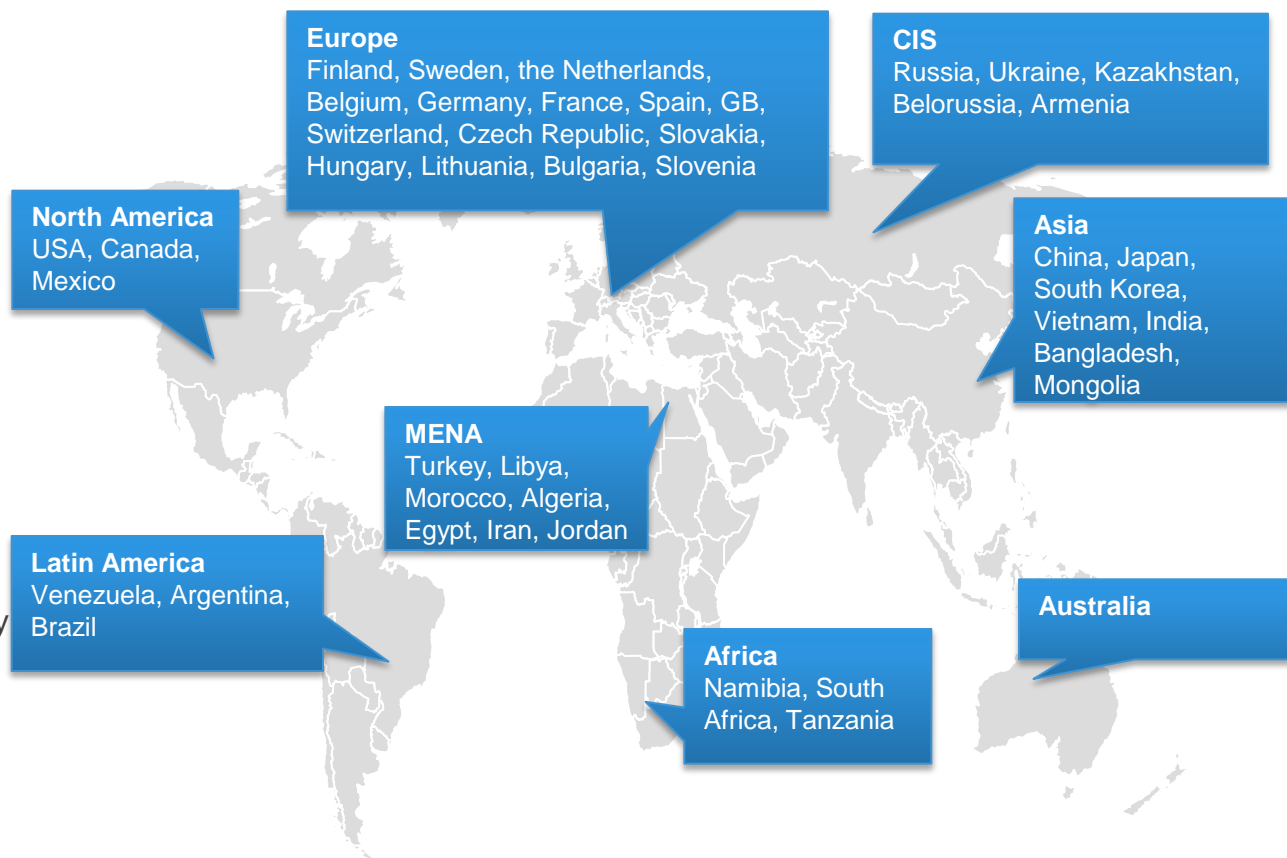 Europe
Finland, Sweden, the Netherlands,
Belgium, Germany, France, Spain, GB,
Switzerland, Czech Republic, Slovakia,
Hungary, Lithuania, Bulgaria, Slovenia
CIS
Russia, Ukraine, Kazakhstan,
Belorussia, Armenia
North America
USA, Canada,
Mexico
Asia
China, Japan,
South Korea,
Vietnam, India,
Bangladesh,
Mongolia
MENA
Turkey, Libya,
Morocco, Algeria,
Egypt, Iran, Jordan
Latin America
Venezuela, Argentina,
Brazil
y
Australia
Africa
Namibia, South
Africa, Tanzania